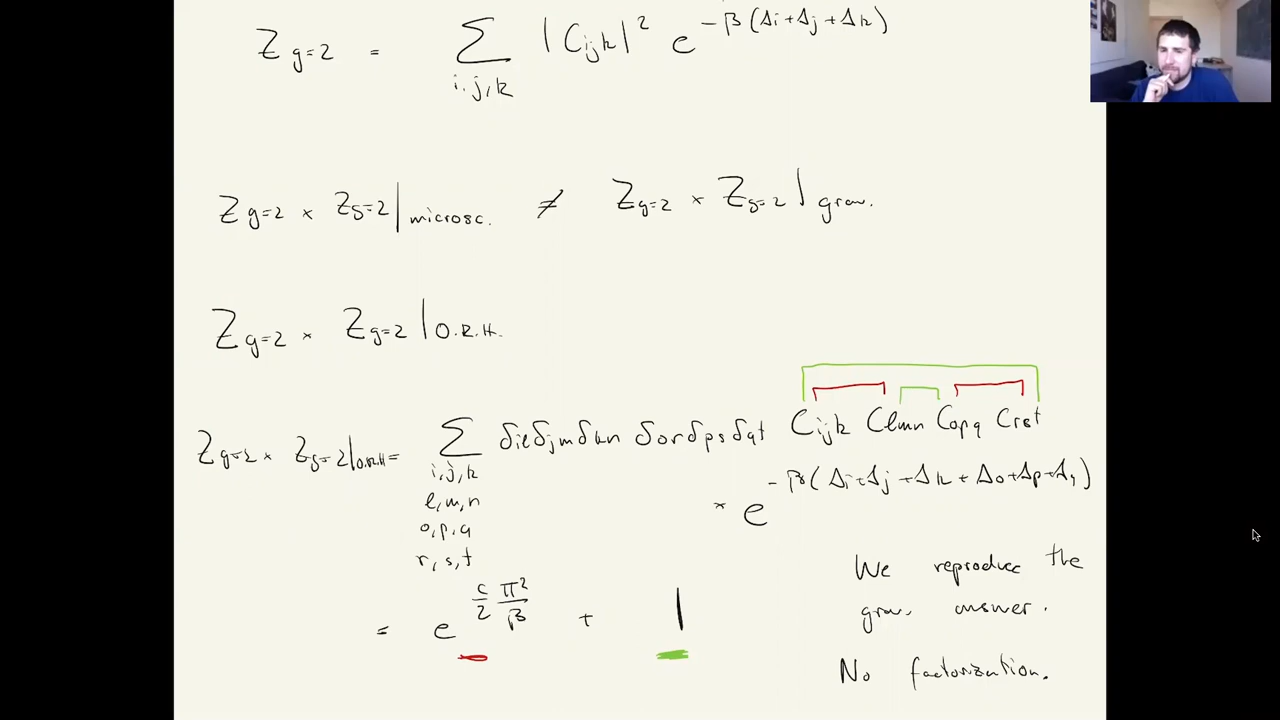 Z g=2 = Σ i,j,k |Cijk|² e^{-β(Δi+Δj+Δk)}
Z g=2 × Z g=2 | microsc. ≠ Z g=2 × Z g=2 | grav.
Z g=2 × Z g=2 | O.R.H.
Z g=2 × Z g=2 | O.R.H = Σ i,j,k l,m,n o,p,q r,s,t δil δjm δkn δor δps δqt Cijk Clmn Copq Crst
× e^{-β(Δi+Δj+Δk+Δo+Δp+Δq)}
= e^{c/2 π²/β} + 1
We reproduce the
grav. answer.
No factorization.